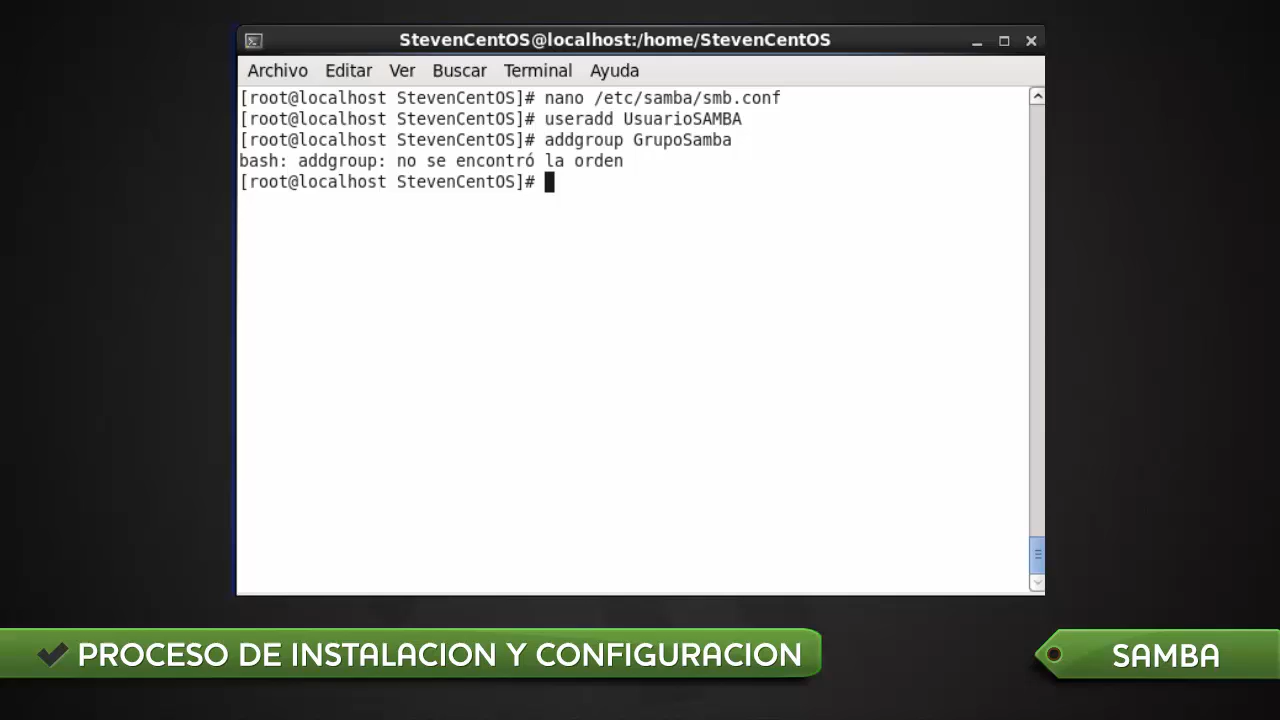 StevenCentOS@localhost:/home/StevenCentOS
Archivo Editar Ver Buscar Terminal Ayuda
[root@localhost StevenCentOS]# nano /etc/samba/smb.conf
[root@localhost StevenCentOS]# useradd UsuarioSAMBA
[root@localhost StevenCentOS]# addgroup GrupoSamba
bash: addgroup: no se encontró la orden
[root@localhost StevenCentOS]#
PROCESO DE INSTALACION Y CONFIGURACION
SAMBA